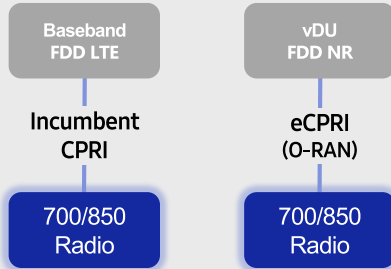 Baseband
FDD LTE
Incumbent
CPRI
700/850
Radio
vDU
FDD NR
eCPRI
(O-RAN)
700/850
Radio